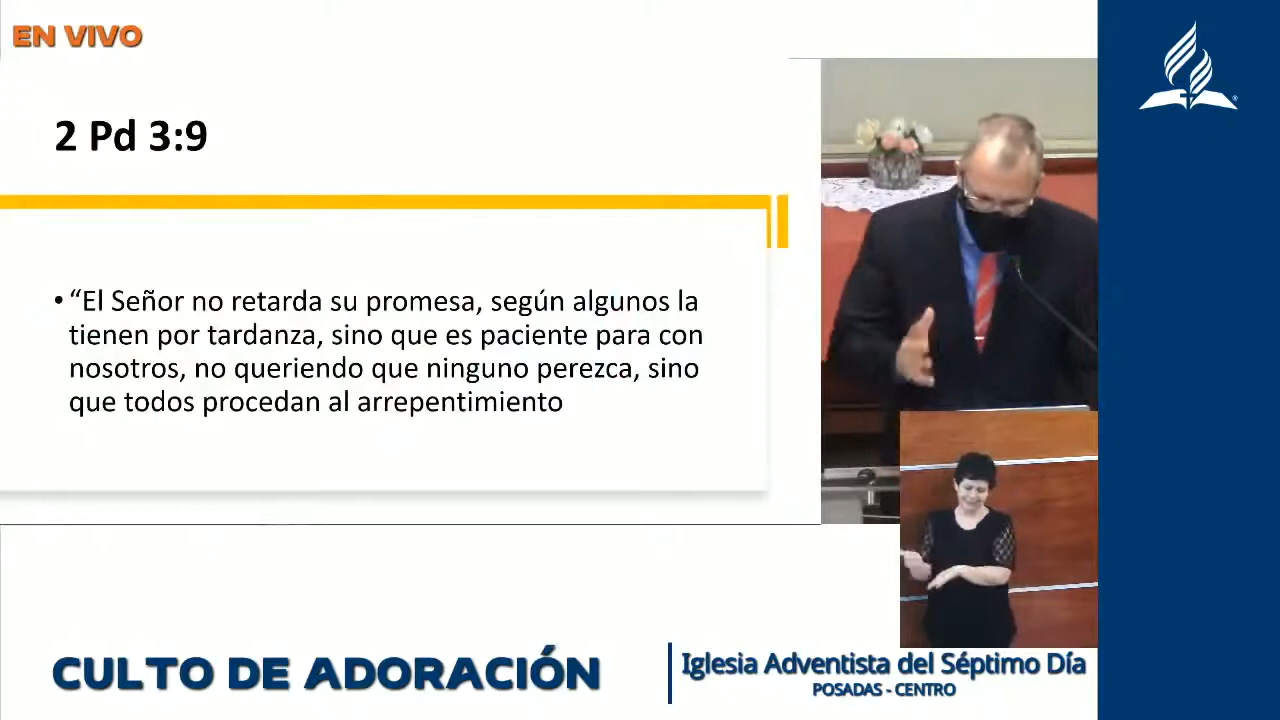 EN VIVO
2 Pd 3:9
• “El Señor no retarda su promesa, según algunos la
tienen por tardanza, sino que es paciente para con
nosotros, no queriendo que ninguno perezca, sino
que todos procedan al arrepentimiento
CULTO DE ADORACIÓN
Iglesia Adventista del Séptimo Día
POSADAS - CENTRO